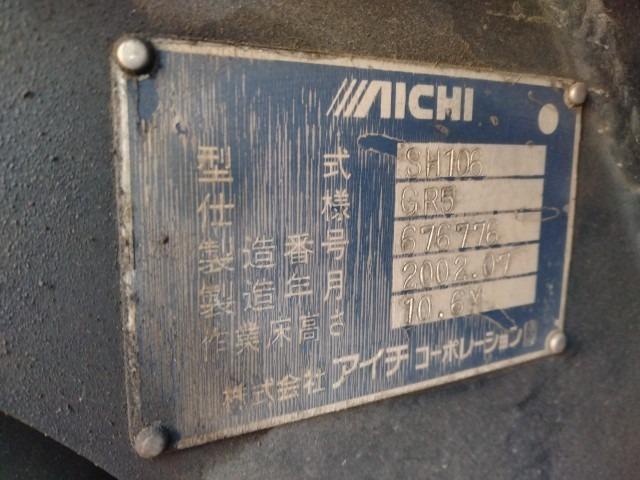 AICHI
型式 SH106
仕様 GR5
製造番号 676776
製造年月 2002.07
作業床高さ 10.6M
株式会社 アイチ コーポレーション